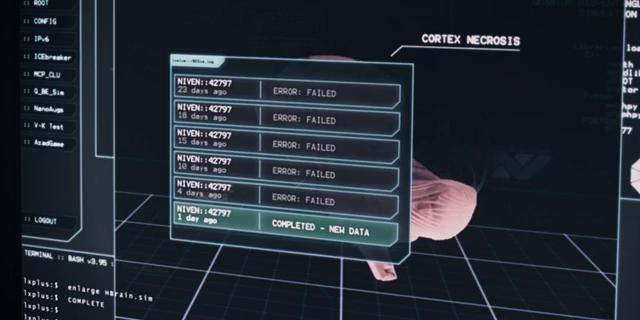 :: ROOT
:: CONFIG
:: IPv6
:: ICEbreaker
:: MCP_CLU
:: Q_BE_Sim
:: NanoAugs
:: V-K Test
:: AzadGame
:: LOGOUT
TERMINAL :: BASH v3.95 :
lxplus:$ enlarge HBrain.sim
lxplus:$ COMPLETE
lxplus:$
CORTEX NECROSIS
NIVEN::42797
23 days ago
ERROR: FAILED
NIVEN::42797
18 days ago
ERROR: FAILED
NIVEN::42797
15 days ago
ERROR: FAILED
NIVEN::42797
10 days ago
ERROR: FAILED
NIVEN::42797
4 days ago
ERROR: FAILED
NIVEN::42797
1 day ago
COMPLETED - NEW DATA
77